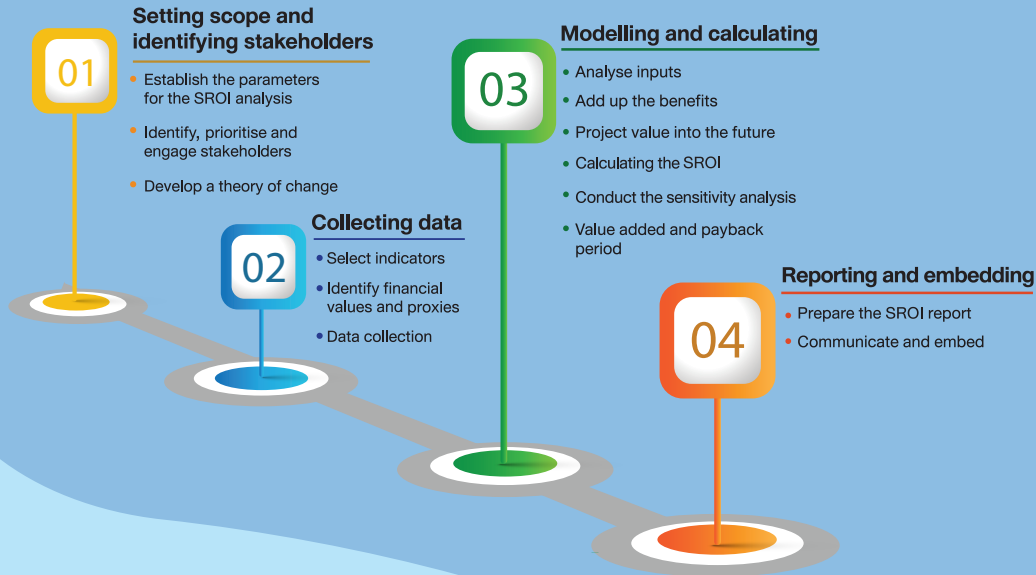 01
Setting scope and
identifying stakeholders
• Establish the parameters
for the SROI analysis
• Identify, prioritise and
engage stakeholders
• Develop a theory of change
02
Collecting data
• Select indicators
• Identify financial
values and proxies
• Data collection
03
Modelling and calculating
• Analyse inputs
• Add up the benefits
• Project value into the future
• Calculating the SROI
• Conduct the sensitivity analysis
• Value added and payback
period
04
Reporting and embedding
• Prepare the SROI report
• Communicate and embed